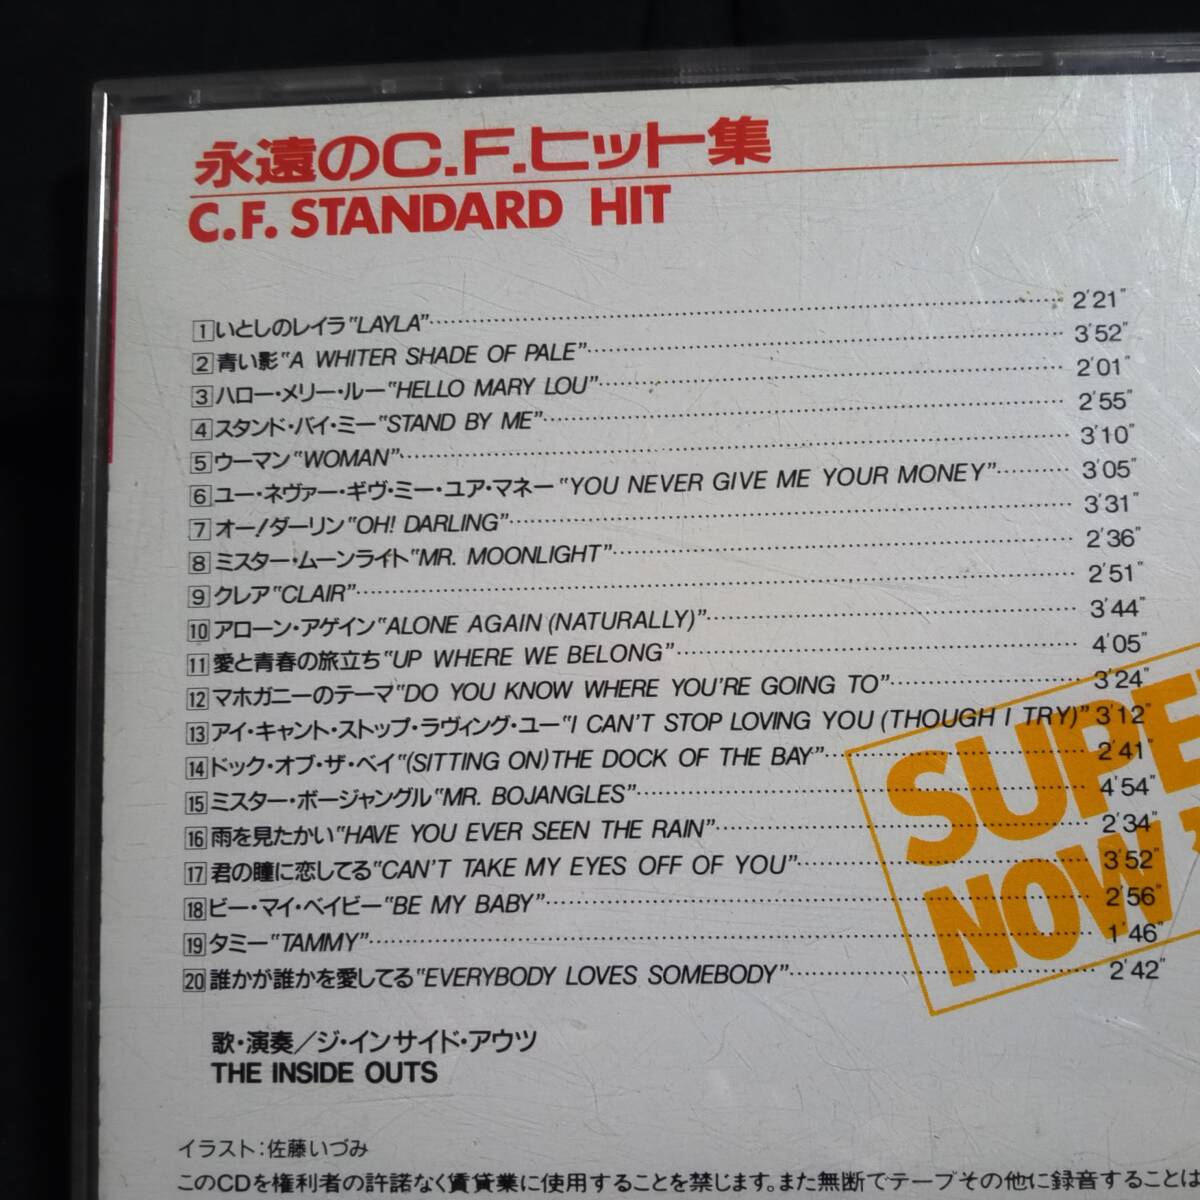 永遠のC.F.ヒット集
C.F. STANDARD HIT
1 いとしのレイラ"LAYLA" 2'21"
2 青い影"A WHITER SHADE OF PALE" 3'52"
3 ハロー・メリー・ルー"HELLO MARY LOU" 2'01"
4 スタンド・バイ・ミー"STAND BY ME" 2'55"
5 ウーマン"WOMAN" 3'10"
6 ユー・ネヴァー・ギヴ・ミー・ユア・マネー"YOU NEVER GIVE ME YOUR MONEY" 3'05"
7 オー!ダーリン"OH! DARLING" 3'31"
8 ミスター・ムーンライト"MR. MOONLIGHT" 2'36"
9 クレア"CLAIR" 2'51"
10 アローン・アゲイン"ALONE AGAIN (NATURALLY)" 3'44"
11 愛と青春の旅立ち"UP WHERE WE BELONG" 4'05"
12 マホガニーのテーマ"DO YOU KNOW WHERE YOU'RE GOING TO" 3'24"
13 アイ・キャント・ストップ・ラヴィング・ユー"I CAN'T STOP LOVING YOU (THOUGH I TRY)" 3'12"
14 ドック・オブ・ザ・ベイ"(SITTING ON) THE DOCK OF THE BAY" 2'41"
15 ミスター・ボージャングル"MR. BOJANGLES" 4'54"
16 雨を見たかい"HAVE YOU EVER SEEN THE RAIN" 2'34"
17 君の瞳に恋してる"CAN'T TAKE MY EYES OFF OF YOU" 3'52"
18 ビー・マイ・ベイビー"BE MY BABY" 2'56"
19 タミー"TAMMY" 1'46"
20 誰かが誰かを愛してる"EVERYBODY LOVES SOMEBODY" 2'42"
SUPE
NOW
歌・演奏/ジ・インサイド・アウツ
THE INSIDE OUTS
イラスト:佐藤いづみ
このCDを権利者の許諾なく賃貸業に使用することを禁じます。また無断でテープその他に録音することは